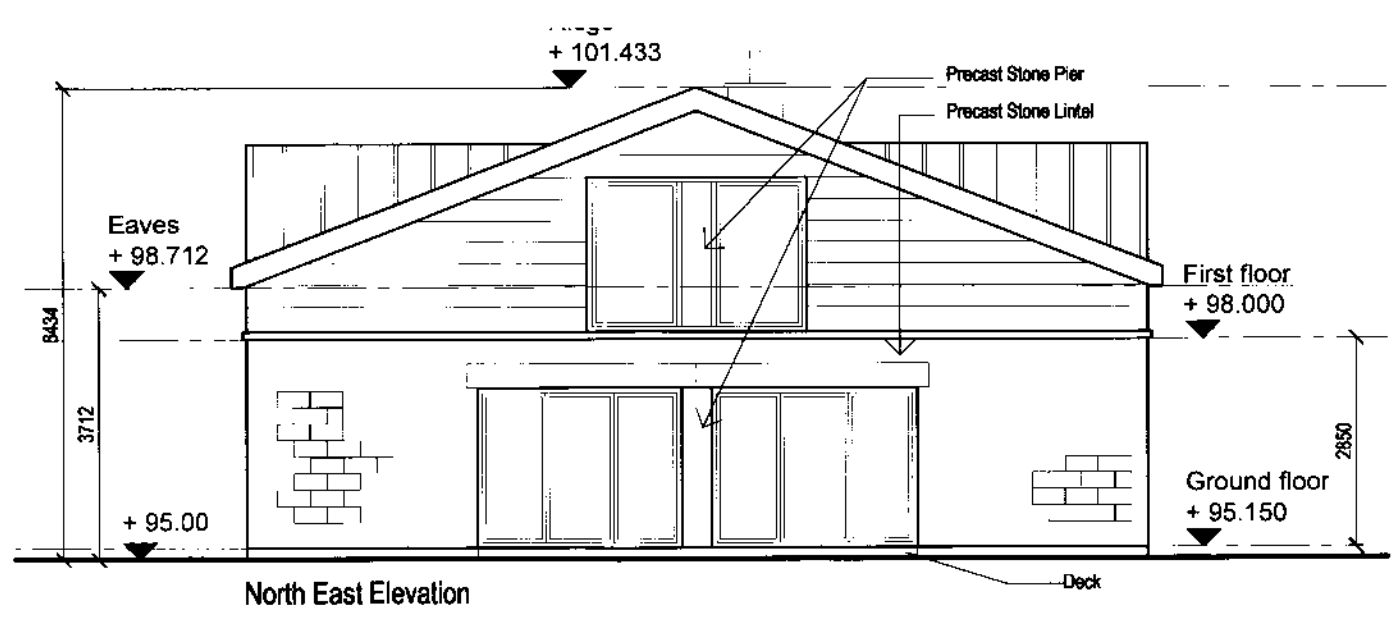 + 101.433
Precast Stone Pier
Precast Stone Lintel
Eaves
+ 98.712
First floor
+ 98.000
3712
2850
Ground floor
+ 95.150
+ 95.00
Deck
North East Elevation